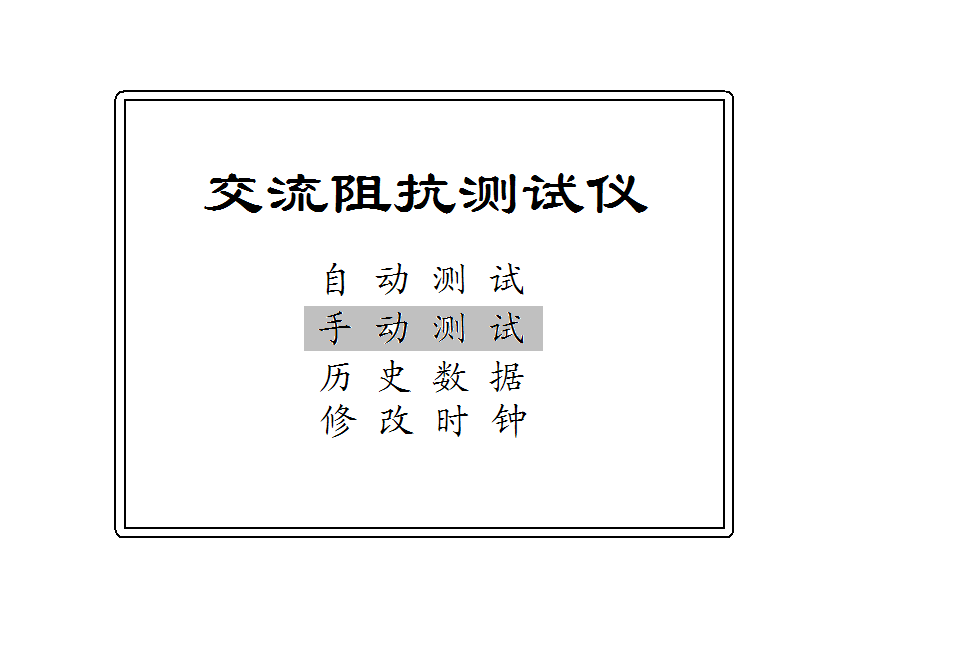 交流阻抗测试仪
自 动 测 试
手 动 测 试
历 史 数 据
修 改 时 钟